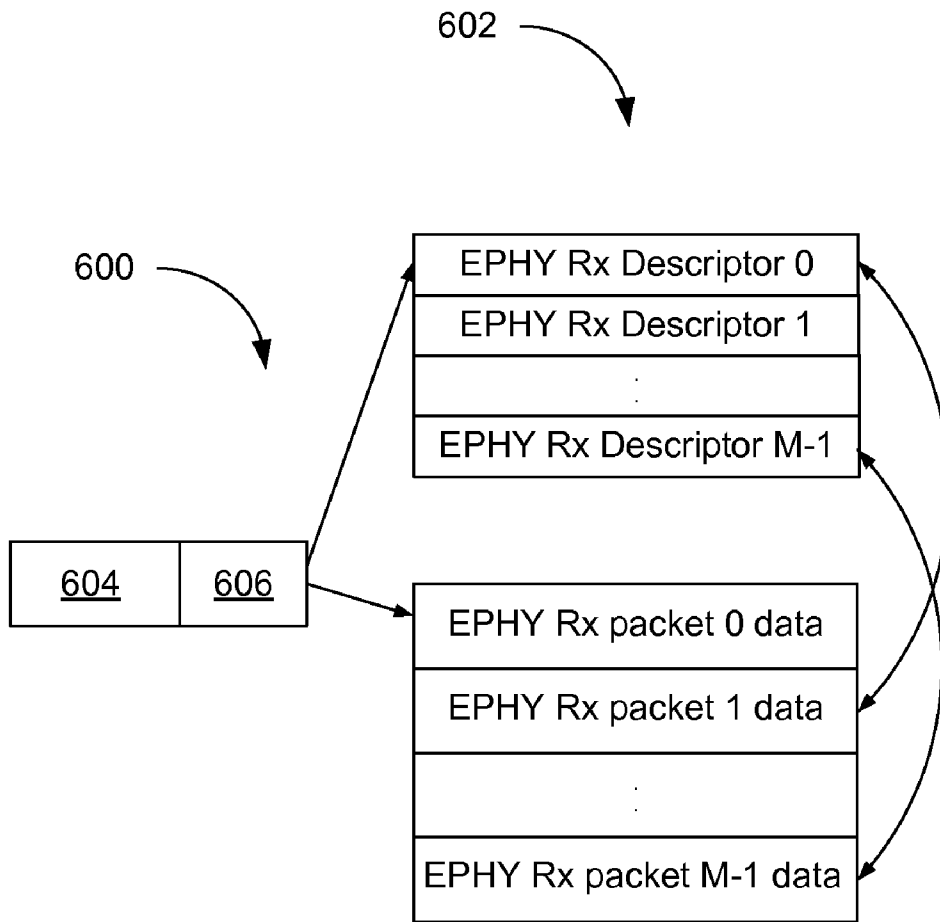 602
600
EPHY Rx Descriptor 0
EPHY Rx Descriptor 1
:
EPHY Rx Descriptor M-1
604 606
EPHY Rx packet 0 data
EPHY Rx packet 1 data
:
EPHY Rx packet M-1 data